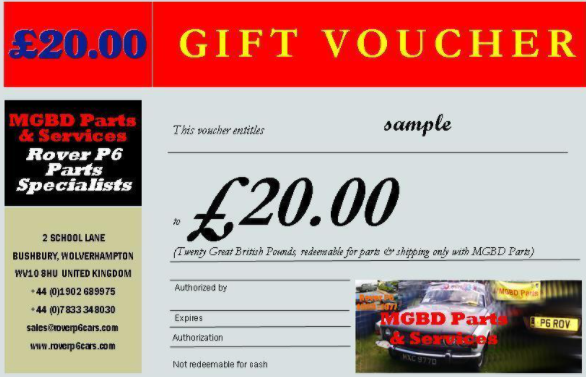 £20.00 GIFT VOUCHER
MGBD Parts
& Services
Rover P6
Parts
Specialists
2 SCHOOL LANE
BUSHBURY, WOLVERHAMPTON
WV10 8HU UNITED KINGDOM
+44 (0)1902 689975
+44 (0)7833 348030
sales@roverp6cars.com
www.roverp6cars.com
This voucher entitles sample
to £20.00
(Twenty Great British Pounds, redeemable for parts & shipping only with MGBD Parts)
Authorized by
Expires
Authorization
Not redeemable for cash
MGBD Parts
& Services
P6 ROV